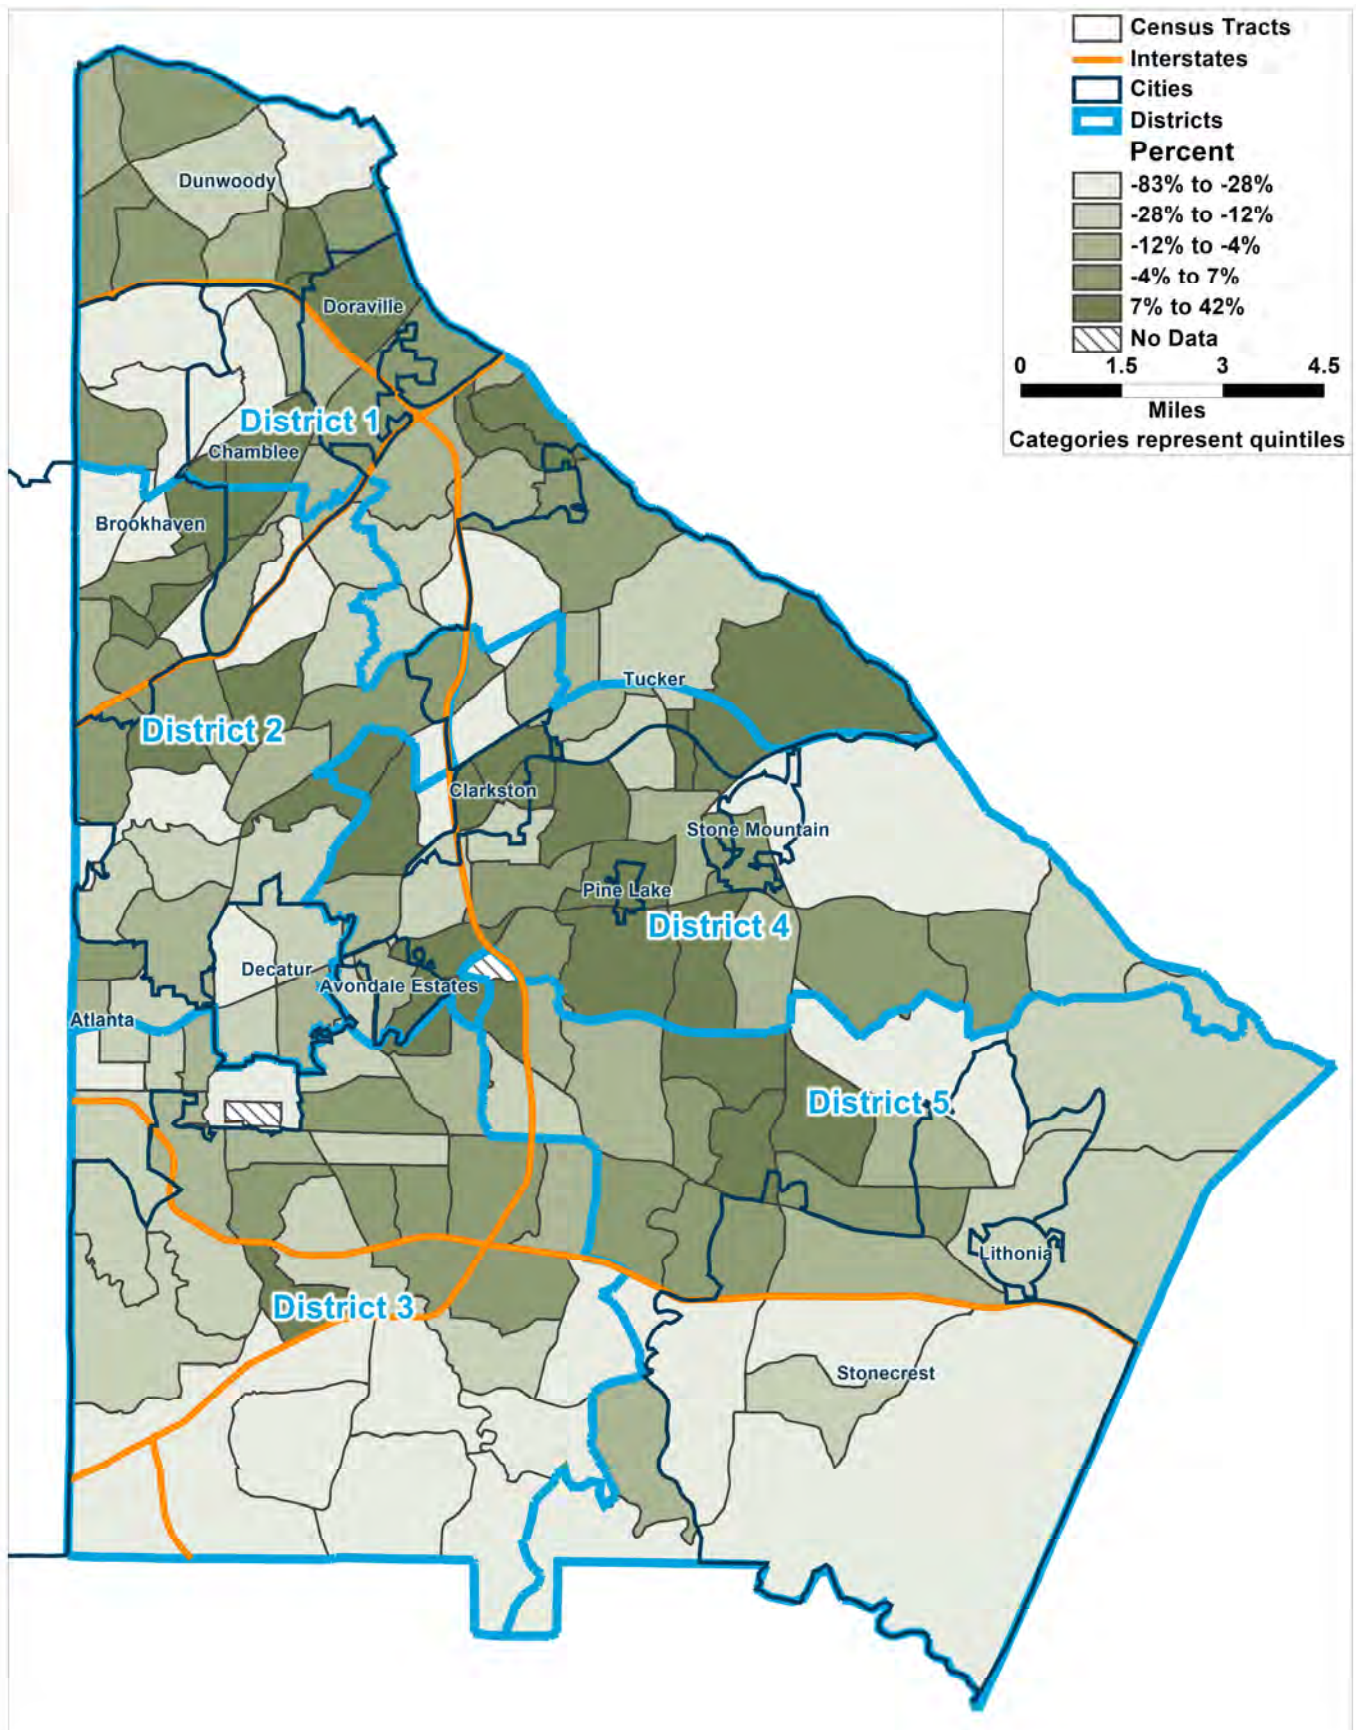 Census Tracts
Interstates
Cities
Districts
Percent
-83% to -28%
-28% to -12%
-12% to -4%
-4% to 7%
7% to 42%
No Data
0 1.5 3 4.5
Miles
Categories represent quintiles
Dunwoody
Doraville
District 1
Chamblee
Brookhaven
Tucker
District 2
Clarkston
Stone Mountain
Pine Lake
District 4
Decatur
Avondale Estates
Atlanta
District 5
Lithonia
District 3
Stonecrest